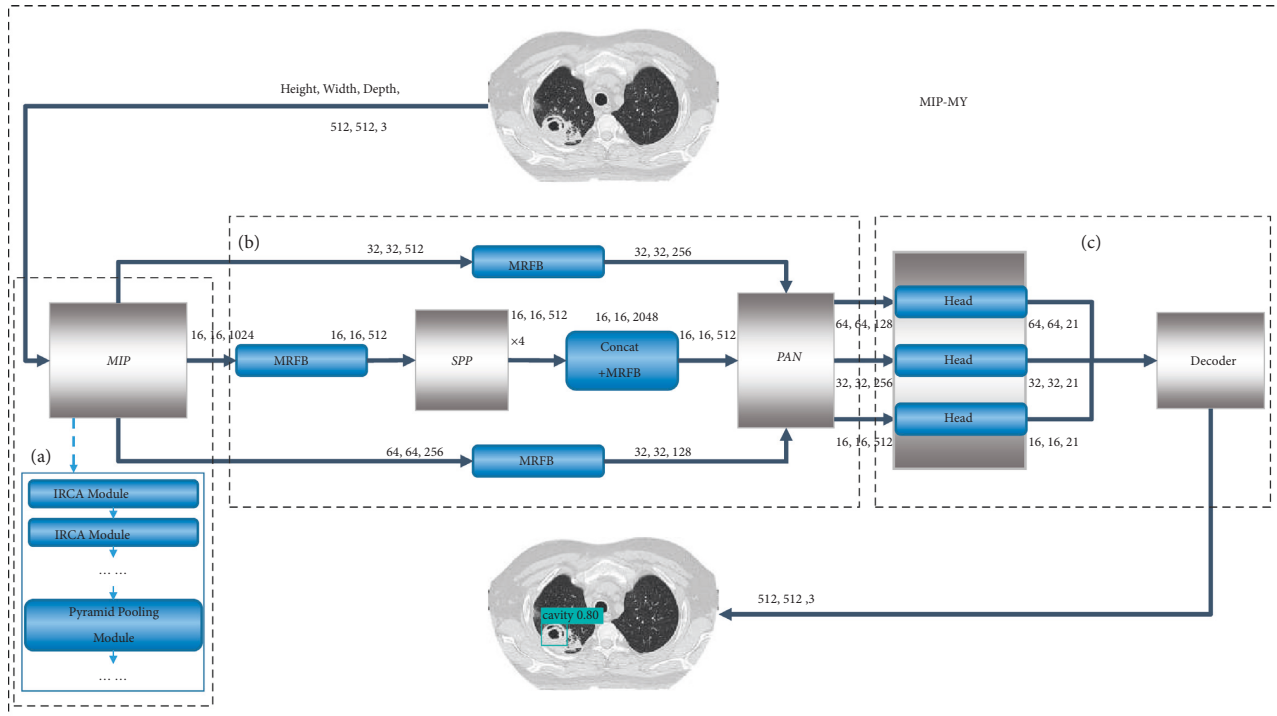 Height, Width, Depth,
512, 512, 3
MIP-MY
(b)
(c)
32, 32, 512
MRFB
32, 32, 256
MIP
16, 16, 1024
MRFB
16, 16, 512
SPP
16, 16, 512
×4
16, 16, 2048
Concat
+MRFB
16, 16, 512
PAN
64, 64, 256
MRFB
32, 32, 128
64, 64, 128
32, 32, 256
16, 16, 512
Head
Head
Head
64, 64, 21
32, 32, 21
16, 16, 21
Decoder
(a)
IRCA Module
IRCA Module
... ...
Pyramid Pooling
Module
... ...
cavity 0.80
512, 512 ,3